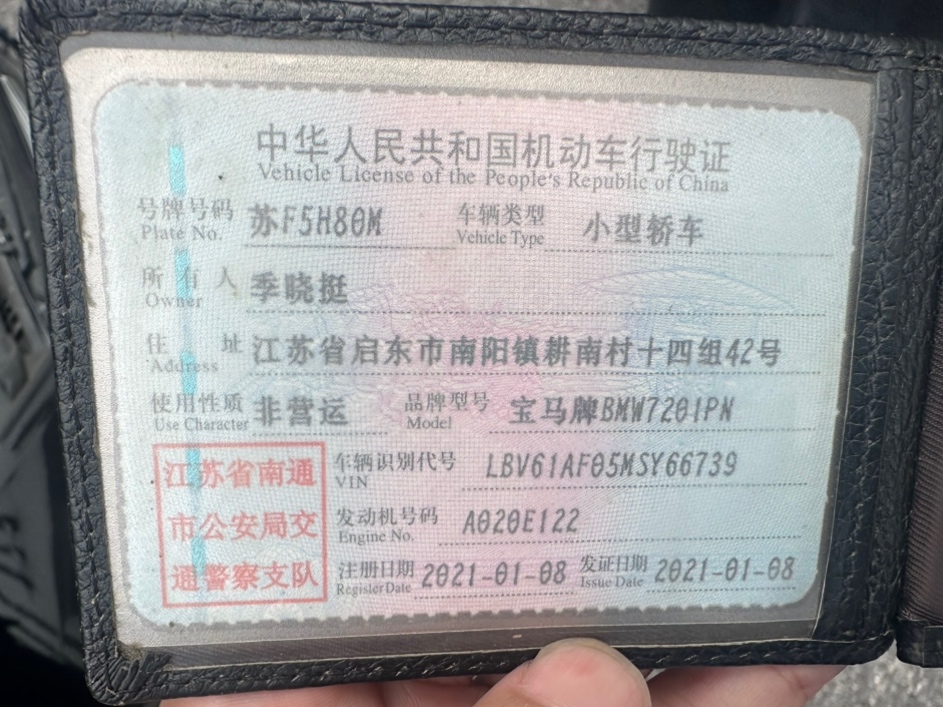 中华人民共和国机动车行驶证
Vehicle License of the People's Republic of China
号牌号码 苏F5H80M 车辆类型 小型轿车
Plate No. Vehicle Type
所有人 季晓挺
Owner
住址 江苏省启东市南阳镇耕南村十四组42号
Address
使用性质 非营运 品牌型号 宝马牌BMW7201PN
Use Character Model
江苏省南通 车辆识别代号 LBV61AF05MSY66739
VIN
市公安局交 发动机号码 A020E122
Engine No.
通警察支队 注册日期 2021-01-08 发证日期 2021-01-08
Register Date Issue Date